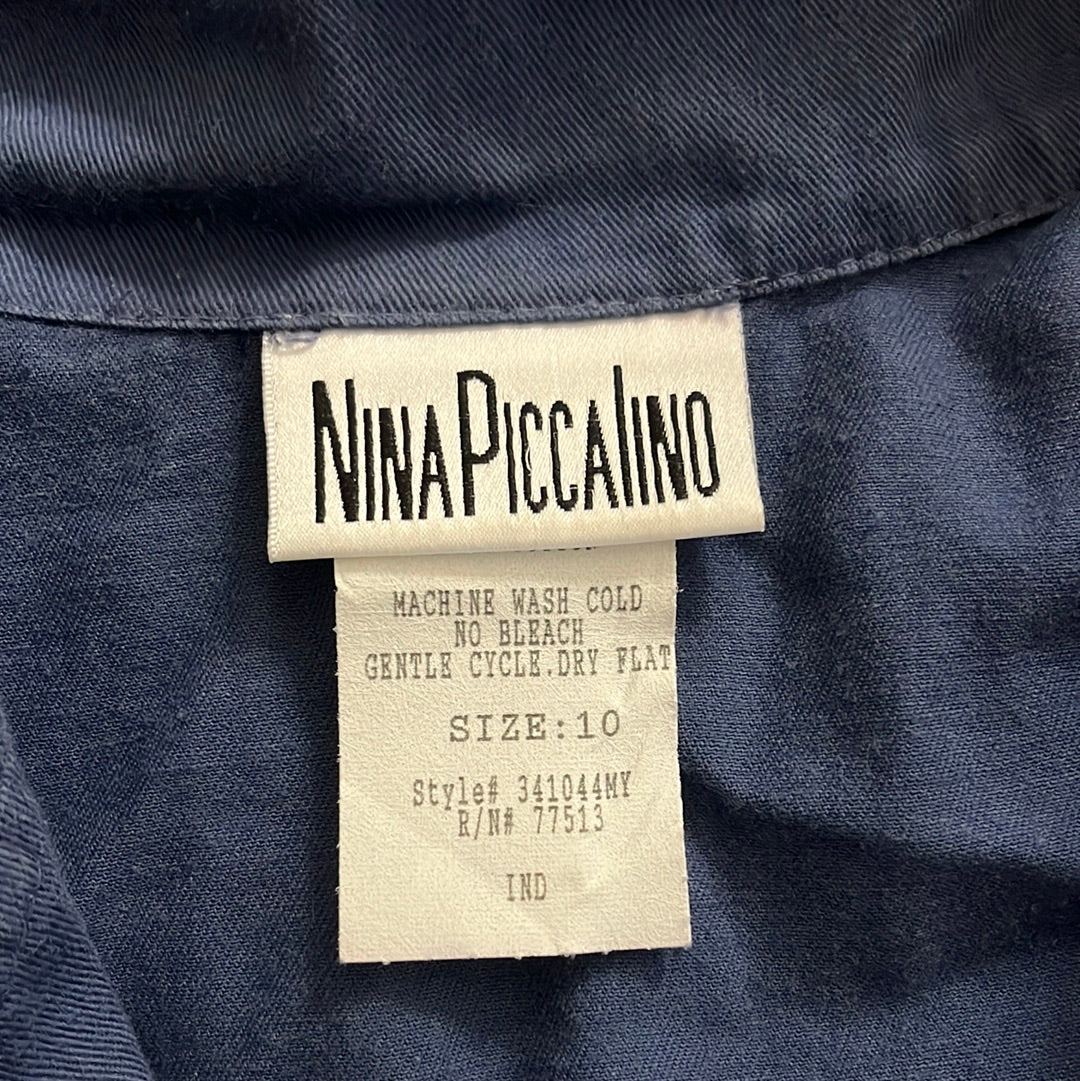 NINA PICCALINO
MACHINE WASH COLD
NO BLEACH
GENTLE CYCLE.DRY FLAT
SIZE:10
Style# 341044MY
R/N# 77513
IND